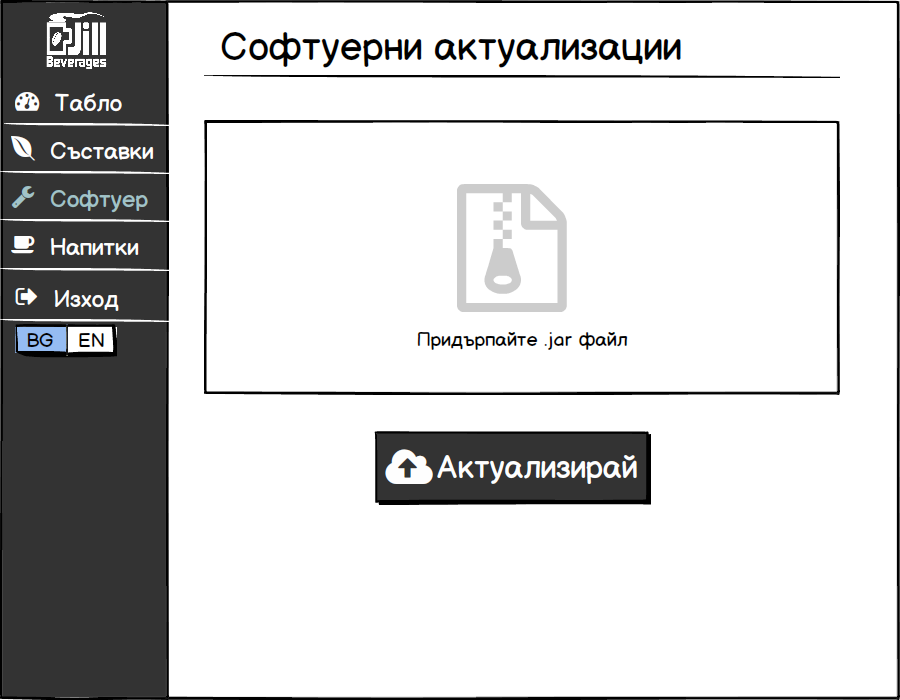 Jill
Beverages
Табло
Съставки
Софтуер
Напитки
Изход
BG EN
Софтуерни актуализации
Придърпайте .jar файл
Актуализирай